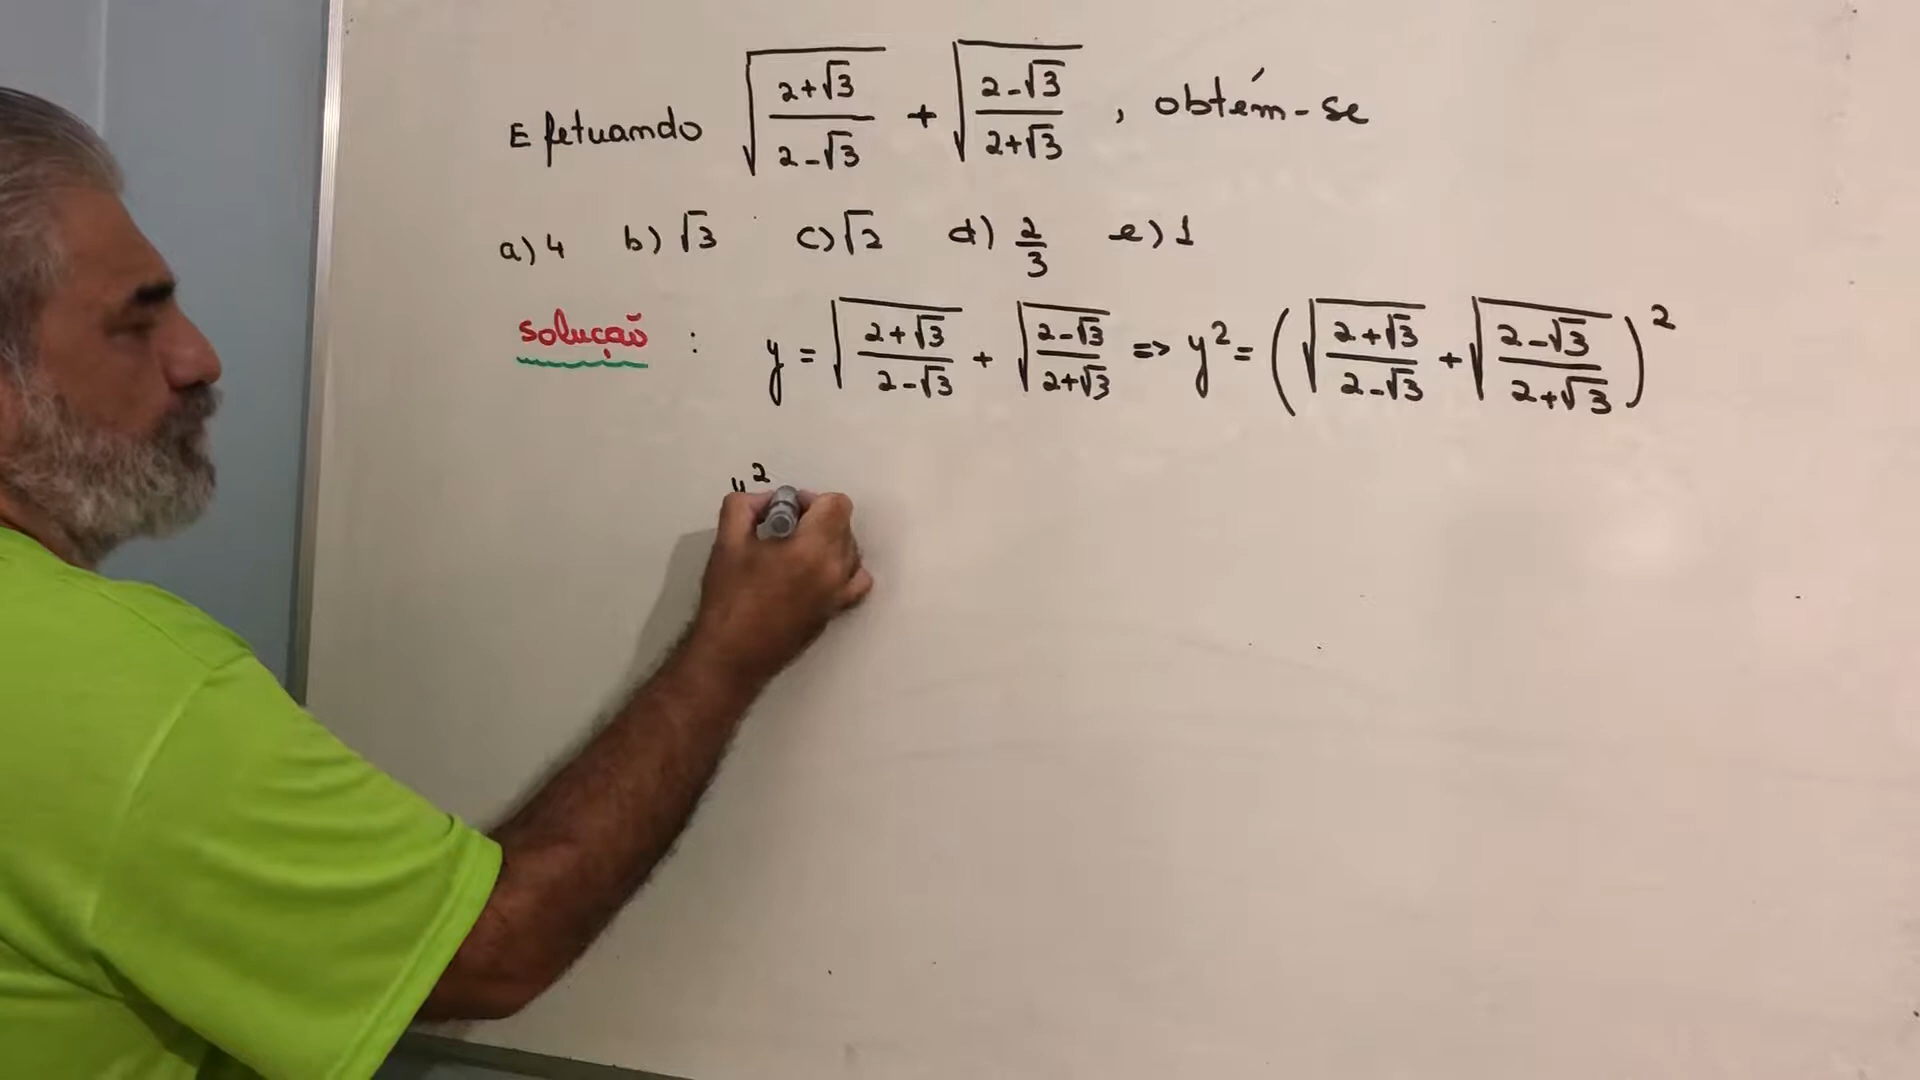 Efetuando √((2+√3)/(2-√3)) + √((2-√3)/(2+√3)), obtém-se
a) 4 b) √3 c) √2 d) 2/3 e) 1
Solução : y = √((2+√3)/(2-√3)) + √((2-√3)/(2+√3)) => y² = (√((2+√3)/(2-√3)) + √((2-√3)/(2+√3)))²
y²